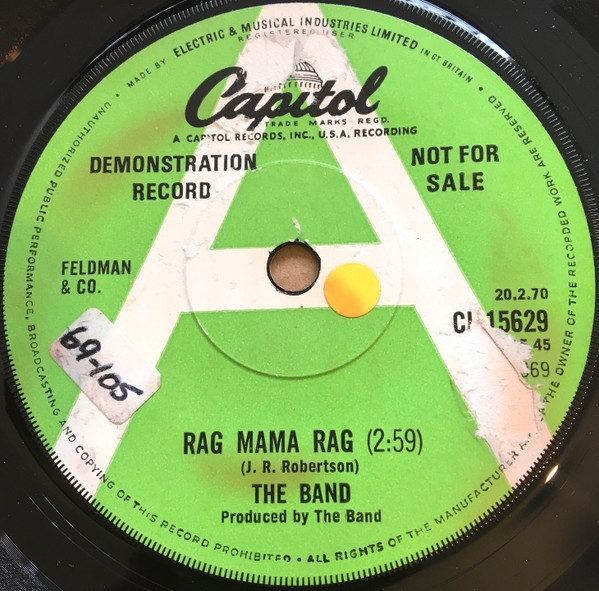 MADE BY ELECTRIC & MUSICAL INDUSTRIES LIMITED IN GT. BRITAIN •
REGISTERED USER
Capitol
TRADE MARKS REGD.
A CAPITOL RECORDS, INC., U.S.A. RECORDING
DEMONSTRATION
RECORD
NOT FOR
SALE
FELDMAN
& CO.
20.2.70
15629
45
69-105
RAG MAMA RAG (2:59)
(J. R. Robertson)
THE BAND
Produced by The Band
• UNAUTHORIZED PUBLIC PERFORMANCE, BROADCASTING AND COPYING OF THIS RECORD PROHIBITED • ALL RIGHTS OF THE MANUFACTURER THE OWNER OF THE RECORDED WORK ARE RESERVED •
A